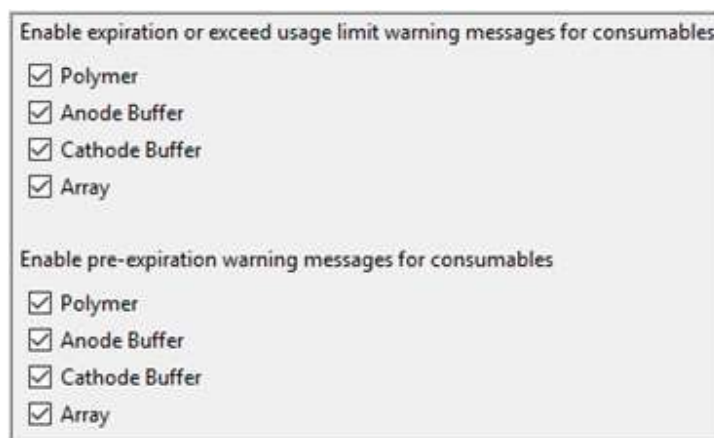 Enable expiration or exceed usage limit warning messages for consumables
Polymer
Anode Buffer
Cathode Buffer
Array
Enable pre-expiration warning messages for consumables
Polymer
Anode Buffer
Cathode Buffer
Array